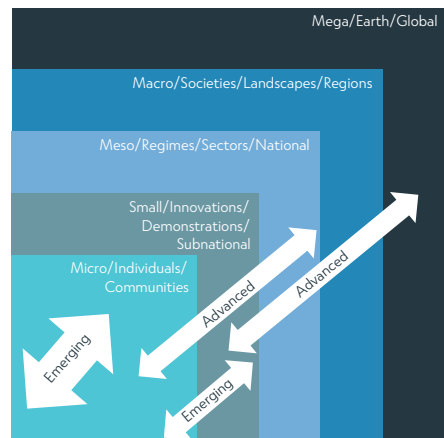 Mega/Earth/Global
Macro/Societies/Landscapes/Regions
Meso/Regimes/Sectors/National
Small/Innovations/
Demonstrations/
Subnational
Micro/Individuals/
Communities
Advanced
Advanced
Emerging
Emerging